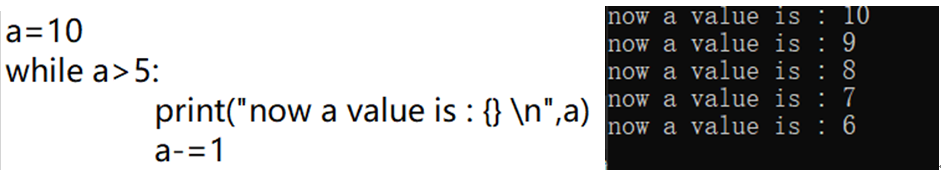 a=10
while a>5:
print("now a value is : {} \n",a)
a-=1
now a value is : 10
now a value is : 9
now a value is : 8
now a value is : 7
now a value is : 6